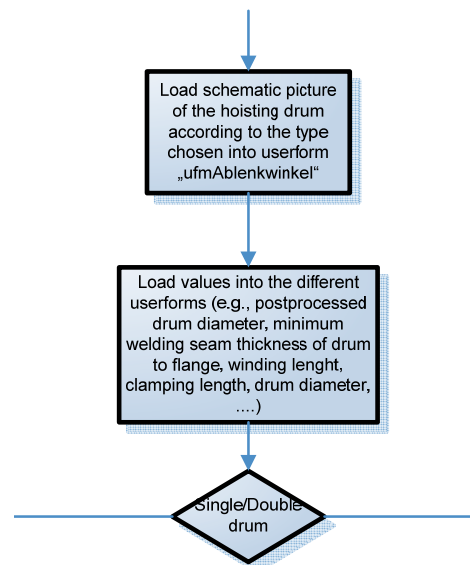 Load schematic picture
of the hoisting drum
according to the type
chosen into userform
„ufmAblenkwinkel“
Load values into the different
userforms (e.g., postprocessed
drum diameter, minimum
welding seam thickness of drum
to flange, winding lenght,
clamping length, drum diameter,
....)
Single/Double
drum